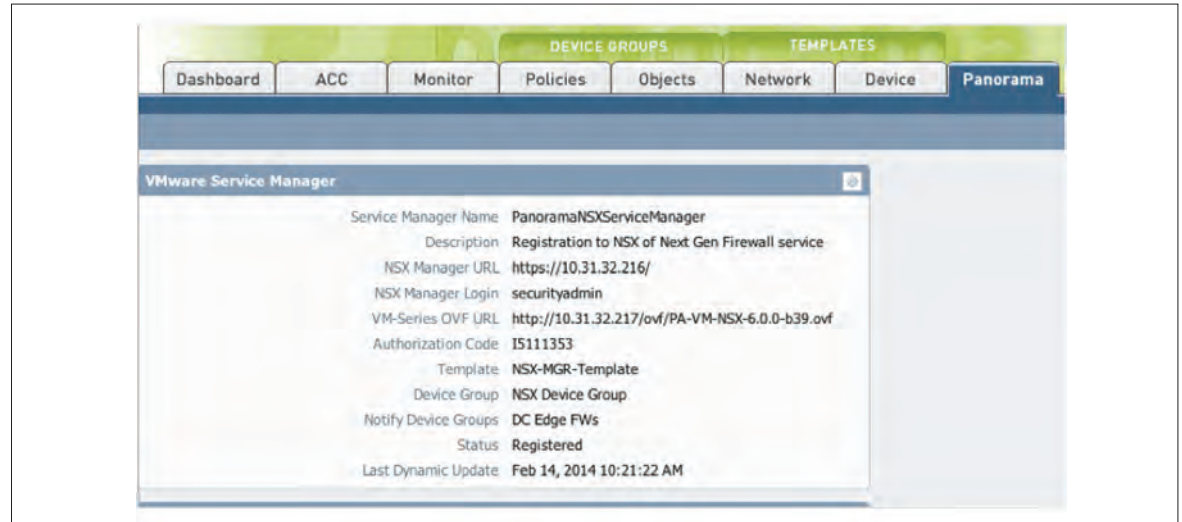 DEVICE GROUPS TEMPLATES
Dashboard ACC Monitor Policies Objects Network Device Panorama
VMware Service Manager
Service Manager Name PanoramaNSXServiceManager
Description Registration to NSX of Next Gen Firewall service
NSX Manager URL https://10.31.32.216/
NSX Manager Login securityadmin
VM-Series OVF URL http://10.31.32.217/ovf/PA-VM-NSX-6.0.0-b39.ovf
Authorization Code I5111353
Template NSX-MGR-Template
Device Group NSX Device Group
Notify Device Groups DC Edge FWs
Status Registered
Last Dynamic Update Feb 14, 2014 10:21:22 AM